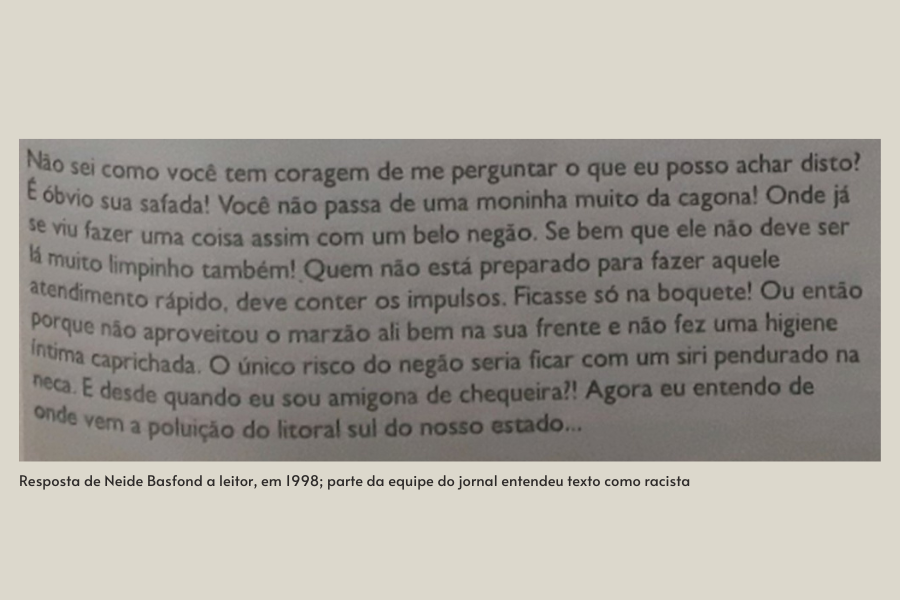 Não sei como você tem coragem de me perguntar o que eu posso achar disto?
É óbvio sua safada! Você não passa de uma moninha muito da cagona! Onde já
se viu fazer uma coisa assim com um belo negão. Se bem que ele não deve ser
lá muito limpinho também! Quem não está preparado para fazer aquele
atendimento rápido, deve conter os impulsos. Ficasse só na boquete! Ou então
porque não aproveitou o marzão ali bem na sua frente e não fez uma higiene
íntima caprichada. O único risco do negão seria ficar com um siri pendurado na
neca. E desde quando eu sou amigona de chequeira?! Agora eu entendo de
onde vem a poluição do litoral sul do nosso estado...
Resposta de Neide Basfond a leitor, em 1998; parte da equipe do jornal entendeu texto como racista